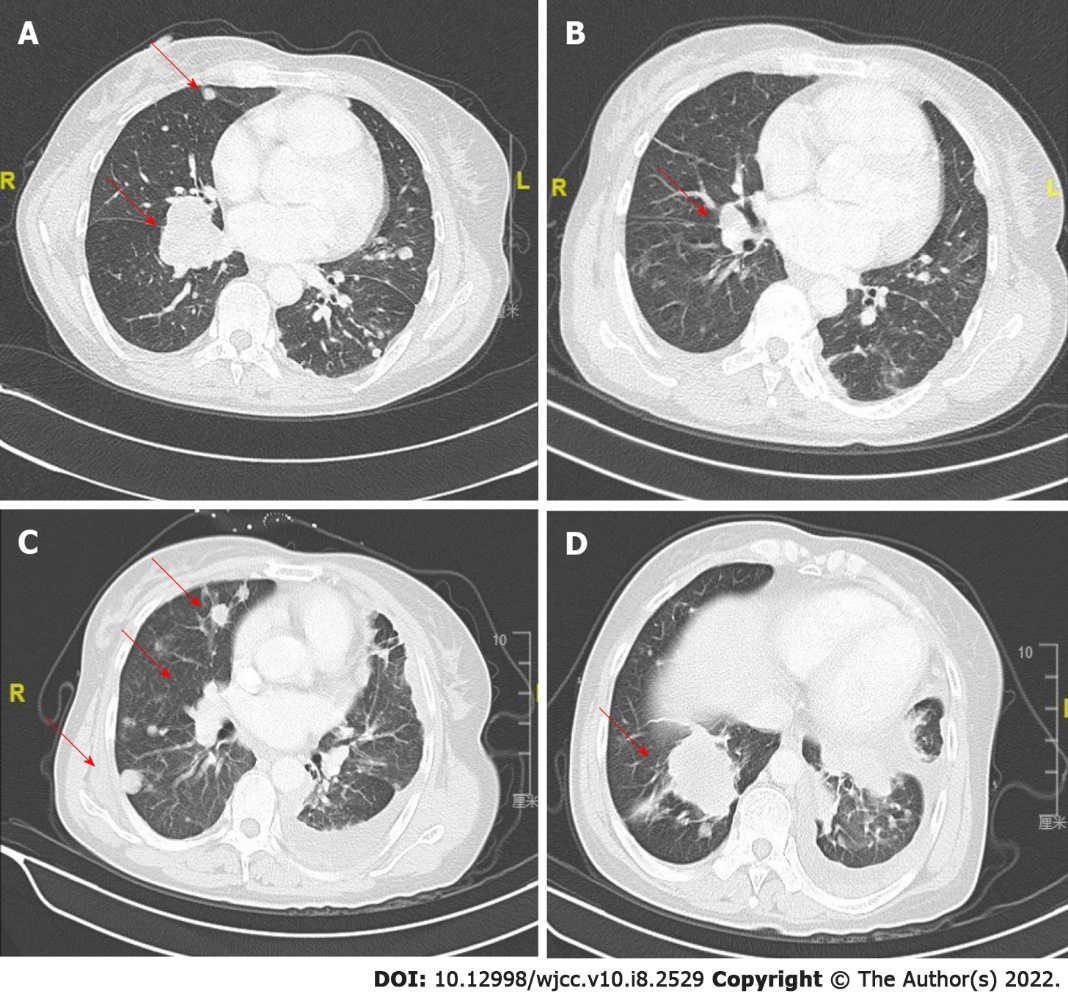 A
B
R
L
R
L
厘米
C
D
R
10
10
厘米
厘米
DOI: 10.12998/wjcc.v10.i8.2529 Copyright © The Author(s) 2022.